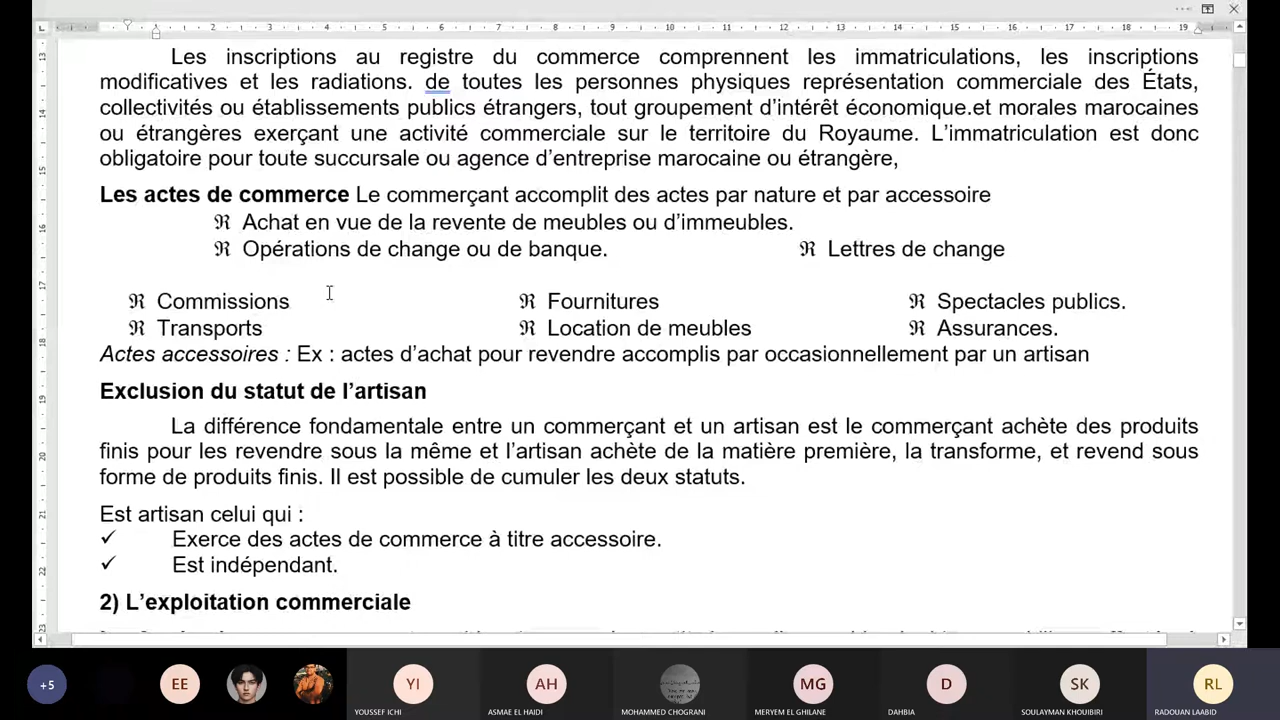 Les inscriptions au registre du commerce comprennent les immatriculations, les inscriptions
modificatives et les radiations. de toutes les personnes physiques représentation commerciale des États,
collectivités ou établissements publics étrangers, tout groupement d'intérêt économique.et morales marocaines
ou étrangères exerçant une activité commerciale sur le territoire du Royaume. L'immatriculation est donc
obligatoire pour toute succursale ou agence d'entreprise marocaine ou étrangère,
Les actes de commerce Le commerçant accomplit des actes par nature et par accessoire
ℜ Achat en vue de la revente de meubles ou d'immeubles.
ℜ Opérations de change ou de banque. ℜ Lettres de change
ℜ Commissions ℜ Fournitures ℜ Spectacles publics.
ℜ Transports ℜ Location de meubles ℜ Assurances.
Actes accessoires : Ex : actes d'achat pour revendre accomplis par occasionnellement par un artisan
Exclusion du statut de l'artisan
La différence fondamentale entre un commerçant et un artisan est le commerçant achète des produits
finis pour les revendre sous la même et l'artisan achète de la matière première, la transforme, et revend sous
forme de produits finis. Il est possible de cumuler les deux statuts.
Est artisan celui qui :
✓ Exerce des actes de commerce à titre accessoire.
✓ Est indépendant.
2) L'exploitation commerciale
+5 EE YI AH MG D SK RL
YOUSSEF ICHI ASMAE EL HAIDI MOHAMMED CHOGRANI MERYEM EL GHILANE DAHBIA SOULAYMAN KHOUIBIRI RADOUAN LAABID